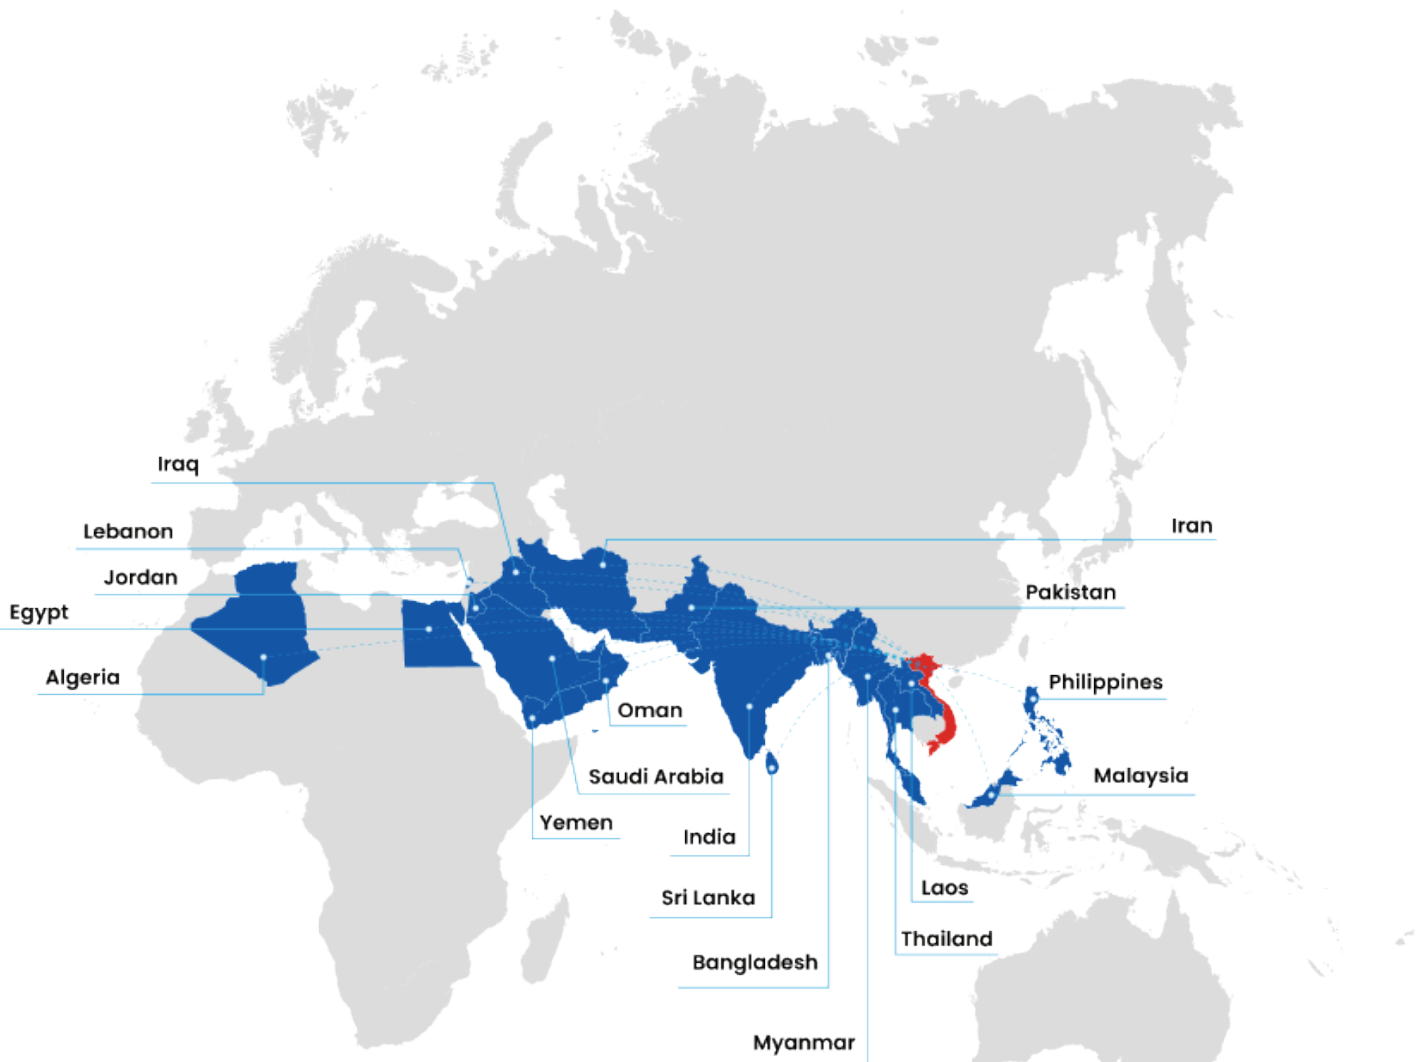 Iraq
Lebanon
Iran
Jordan
Pakistan
Egypt
Algeria
Philippines
Oman
Saudi Arabia
Malaysia
Yemen
India
Laos
Sri Lanka
Thailand
Bangladesh
Myanmar